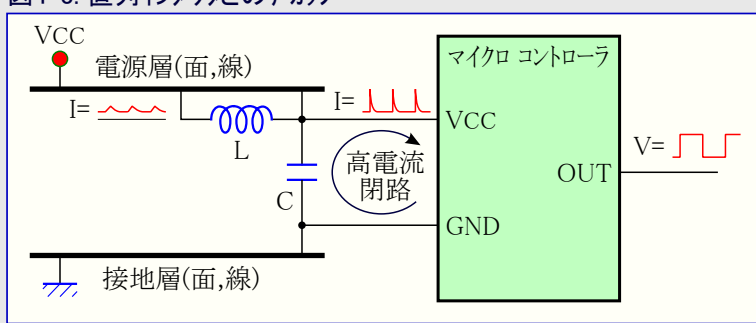 VCC
電源層(面,線)
I=
L
C
I=
高電流
閉路
マイクロ コントローラ
VCC
OUT
GND
V=
接地層(面,線)